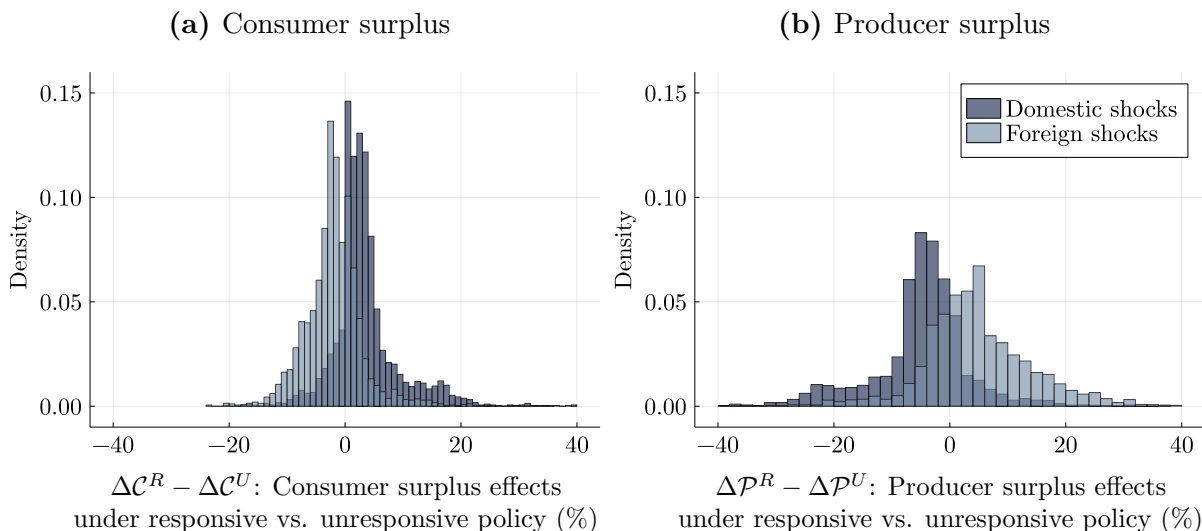 (a) Consumer surplus
0.15
0.10
0.05
0.00
Density
−40
−20
0
20
40
Δ𝒞^R − Δ𝒞^U: Consumer surplus effects
under responsive vs. unresponsive policy (%)
(b) Producer surplus
0.15
0.10
0.05
0.00
Density
Domestic shocks
Foreign shocks
−40
−20
0
20
40
Δ𝒫^R − Δ𝒫^U: Producer surplus effects
under responsive vs. unresponsive policy (%)